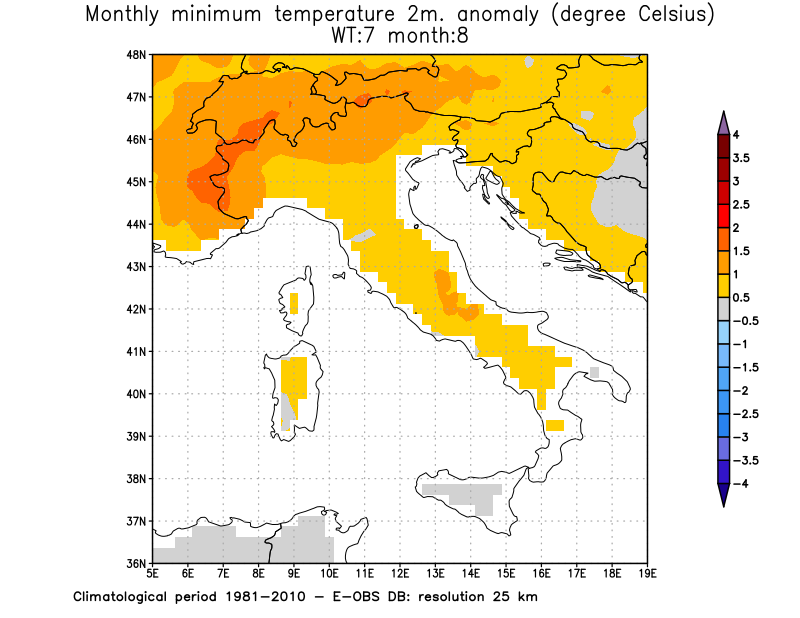 Monthly minimum temperature 2m. anomaly (degree Celsius)
WT:7 month:8
48N
47N
46N
45N
44N
43N
42N
41N
40N
39N
38N
37N
36N
5E 6E 7E 8E 9E 10E 11E 12E 13E 14E 15E 16E 17E 18E 19E
4
3.5
3
2.5
2
1.5
1
0.5
−0.5
−1
−1.5
−2
−2.5
−3
−3.5
−4
Climatological period 1981−2010 − E−OBS DB: resolution 25 km